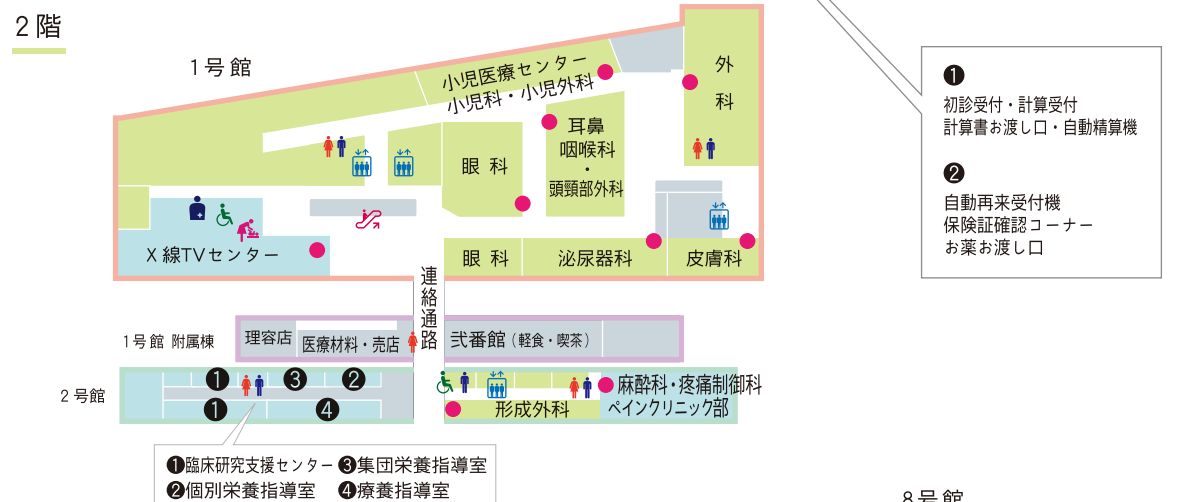 2階
1号館
小児医療センター
小児科・小児外科
外
科
耳鼻
咽喉科
・
頭頸部外科
眼 科
X 線TVセンター
眼 科
泌尿器科
皮膚科
連絡通路
1号館 附属棟
理容店
医療材料・売店
弐番館（軽食・喫茶）
2号館
❶
❸
❷
❶
❹
麻酔科・疼痛制御科
ペインクリニック部
形成外科
❶臨床研究支援センター ❸集団栄養指導室
❷個別栄養指導室 ❹療養指導室
❶
初診受付・計算受付
計算書お渡し口・自動精算機
❷
自動再来受付機
保険証確認コーナー
お薬お渡し口
8号館